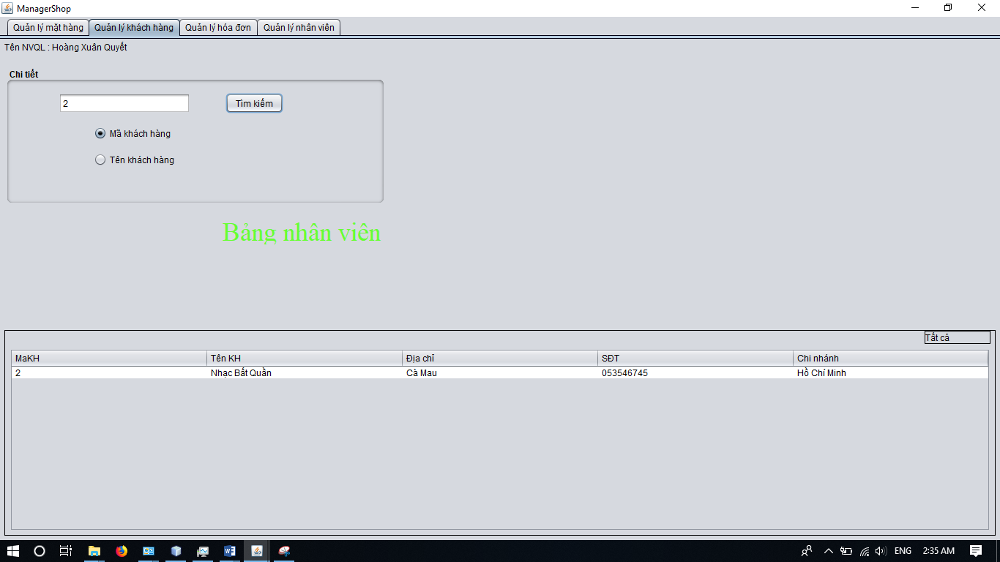 ManagerShop
Quản lý mặt hàng Quản lý khách hàng Quản lý hóa đơn Quản lý nhân viên
Tên NVQL : Hoàng Xuân Quyết
Chi tiết
2 Tìm kiếm
Mã khách hàng
Tên khách hàng
Bảng nhân viên
Tất cả
MaKH Tên KH Địa chỉ SĐT Chi nhánh
2 Nhạc Bất Quần Cà Mau 053546745 Hồ Chí Minh
ENG 2:35 AM